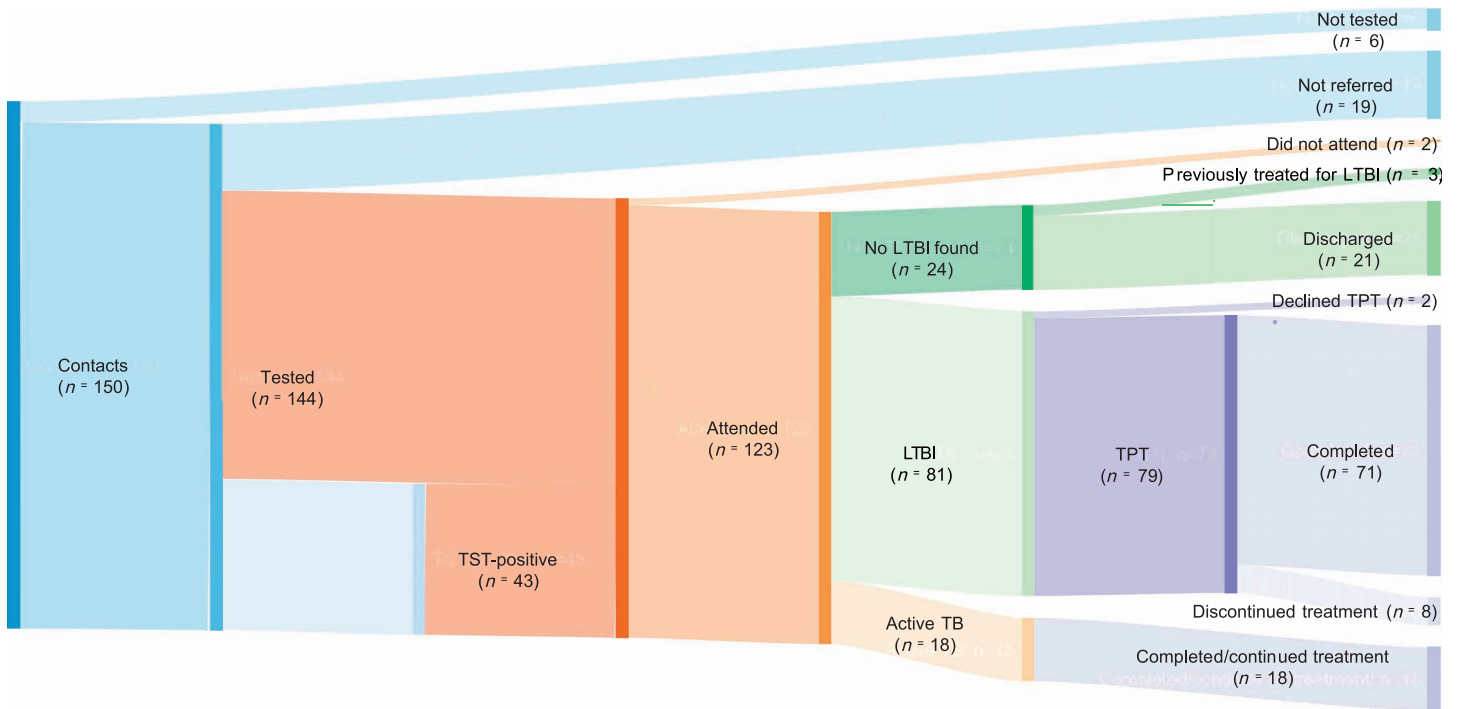 Not tested
(n = 6)
Not referred
(n = 19)
Did not attend (n = 2)
Previously treated for LTBI (n = 3)
No LTBI found
(n = 24)
Discharged
(n = 21)
Declined TPT (n = 2)
Contacts
(n = 150)
Tested
(n = 144)
Attended
(n = 123)
LTBI
(n = 81)
TPT
(n = 79)
Completed
(n = 71)
TST-positive
(n = 43)
Discontinued treatment (n = 8)
Active TB
(n = 18)
Completed/continued treatment
(n = 18)